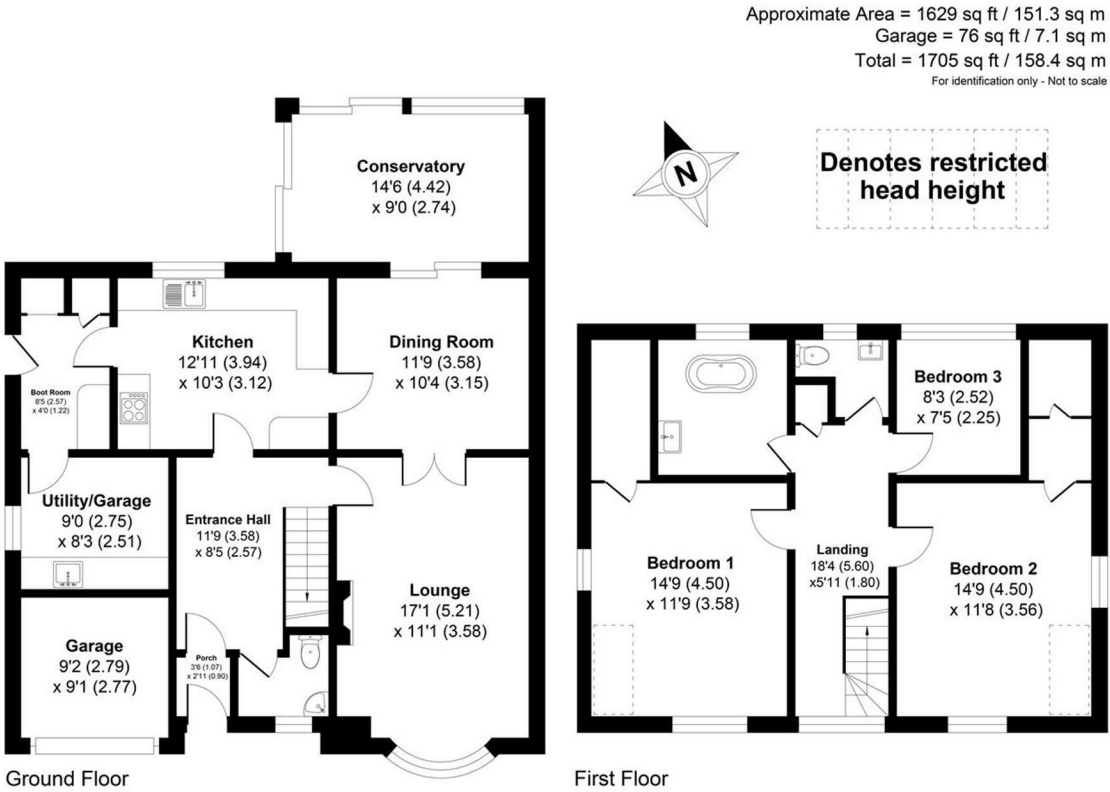 Approximate Area = 1629 sq ft / 151.3 sq m
Garage = 76 sq ft / 7.1 sq m
Total = 1705 sq ft / 158.4 sq m
For identification only - Not to scale
N
Denotes restricted
head height
Conservatory
14'6 (4.42)
x 9'0 (2.74)
Kitchen
12'11 (3.94)
x 10'3 (3.12)
Dining Room
11'9 (3.58)
x 10'4 (3.15)
Boot Room
8'5 (2.57)
x 4'0 (1.22)
Utility/Garage
9'0 (2.75)
x 8'3 (2.51)
Entrance Hall
11'9 (3.58)
x 8'5 (2.57)
Lounge
17'1 (5.21)
x 11'1 (3.58)
Garage
9'2 (2.79)
x 9'1 (2.77)
Porch
3'6 (1.07)
x 2'11 (0.90)
Ground Floor
Bedroom 3
8'3 (2.52)
x 7'5 (2.25)
Bedroom 1
14'9 (4.50)
x 11'9 (3.58)
Landing
18'4 (5.60)
x5'11 (1.80)
Bedroom 2
14'9 (4.50)
x 11'8 (3.56)
First Floor